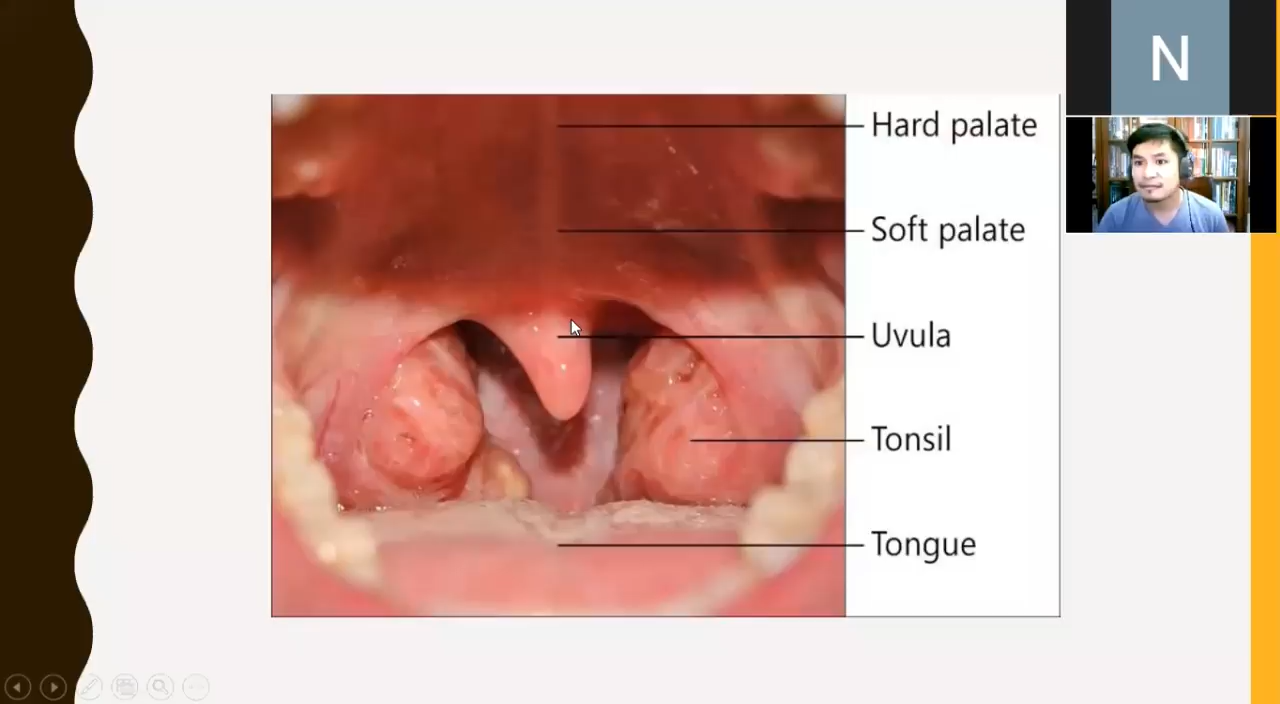 N
Hard palate
Soft palate
Uvula
Tonsil
Tongue